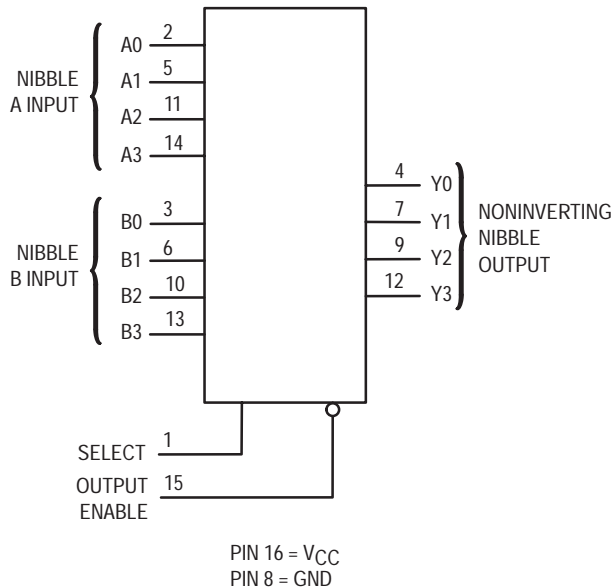 NIBBLE
A INPUT
A0 2
A1 5
A2 11
A3 14
NIBBLE
B INPUT
B0 3
B1 6
B2 10
B3 13
4 Y0
7 Y1
9 Y2
12 Y3
NONINVERTING
NIBBLE
OUTPUT
SELECT 1
OUTPUT 15
ENABLE
PIN 16 = VCC
PIN 8 = GND